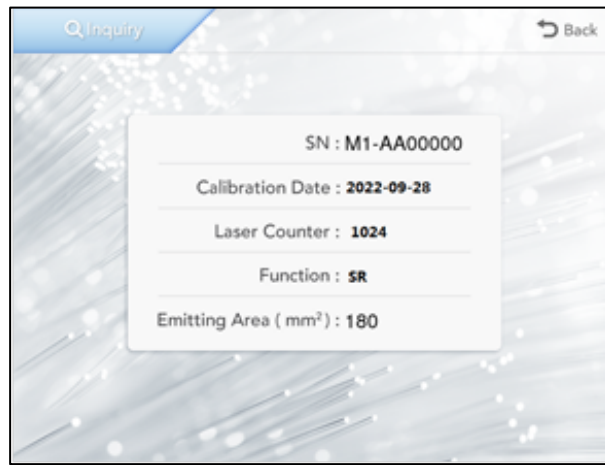 Inquiry
Back
SN : M1-AA00000
Calibration Date : 2022-09-28
Laser Counter : 1024
Function : SR
Emitting Area ( mm²) : 180